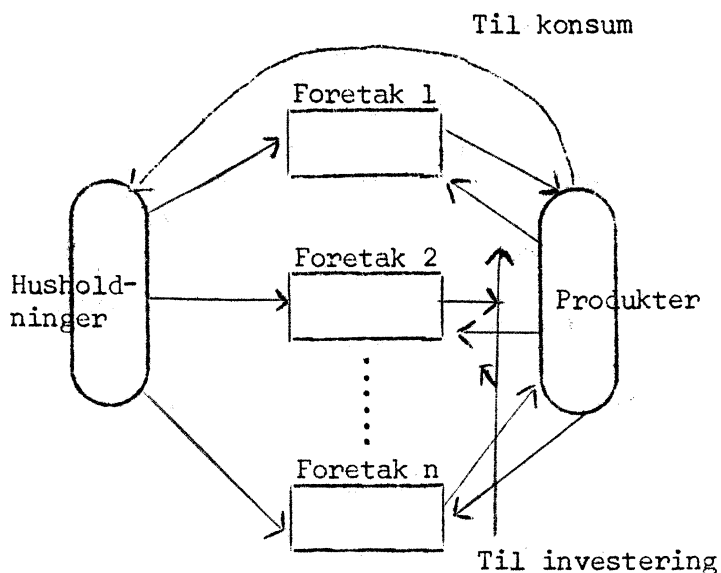 Til konsum
Foretak 1
Foretak 2
Hushold-
ninger
Produkter
Foretak n
Til investering